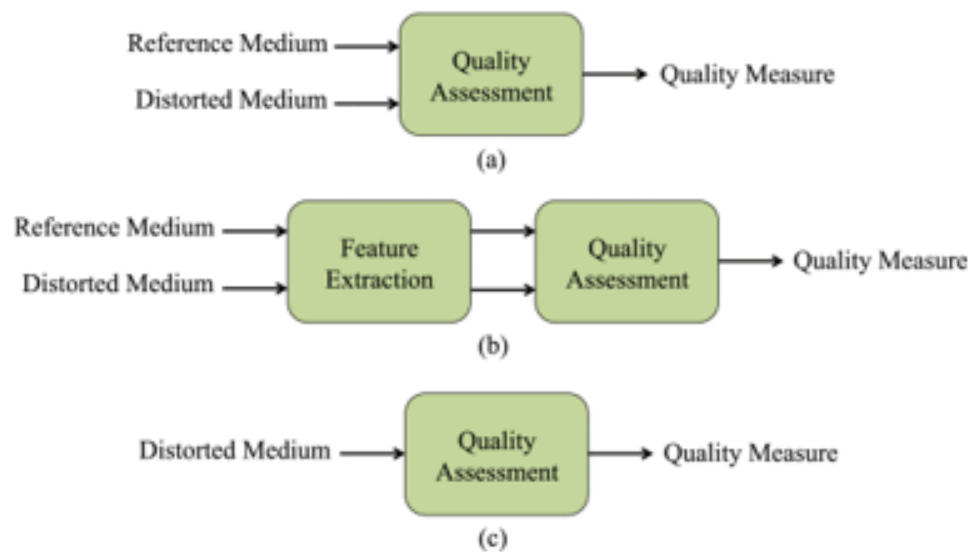 Reference Medium
Distorted Medium
Quality
Assessment
Quality Measure
(a)
Reference Medium
Distorted Medium
Feature
Extraction
Quality
Assessment
Quality Measure
(b)
Distorted Medium
Quality
Assessment
Quality Measure
(c)